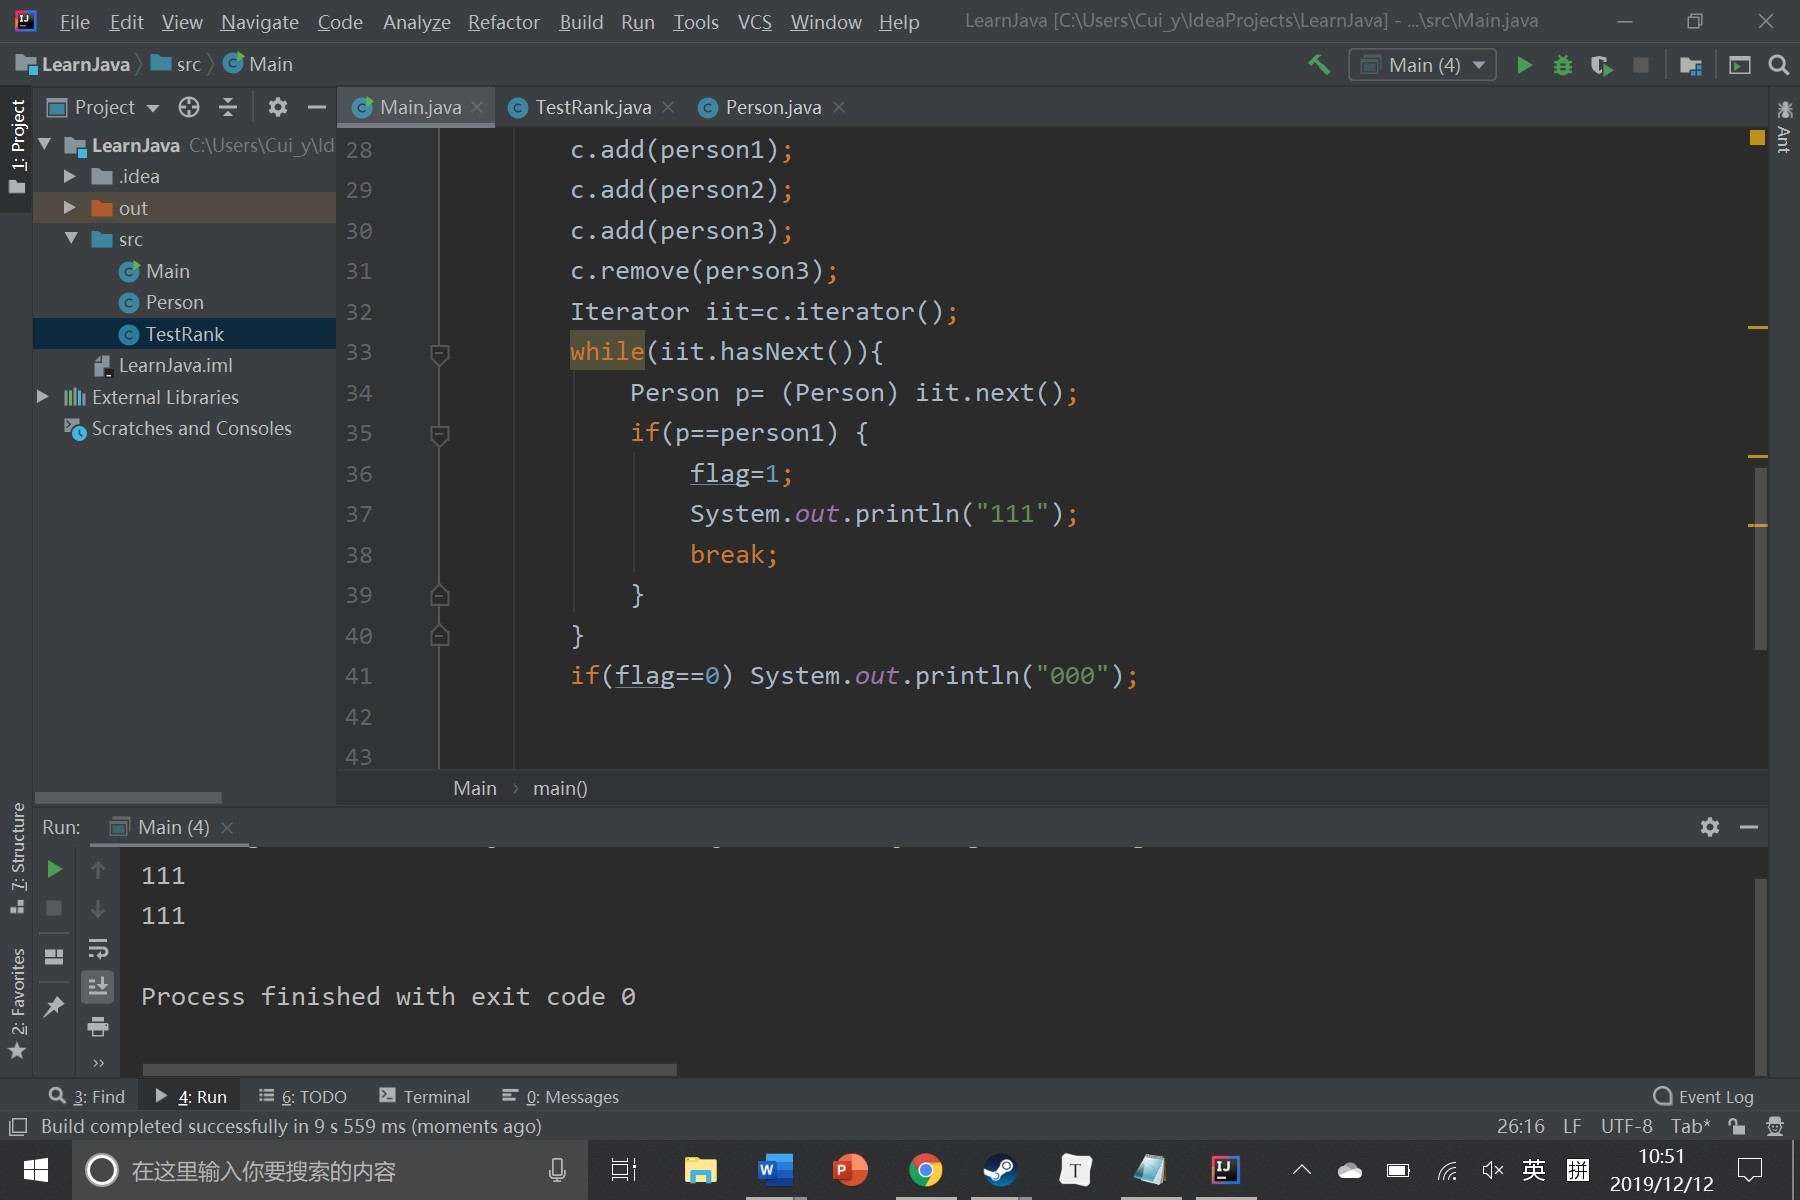 File Edit View Navigate Code Analyze Refactor Build Run Tools VCS Window Help LearnJava [C:\Users\Cui_y\IdeaProjects\LearnJava] - ...\src\Main.java
LearnJava src Main Main (4)
1: Project
Project
Main.java TestRank.java Person.java
Ant
LearnJava C:\Users\Cui_y\Id
.idea
out
src
Main
Person
TestRank
LearnJava.iml
External Libraries
Scratches and Consoles
28 c.add(person1);
29 c.add(person2);
30 c.add(person3);
31 c.remove(person3);
32 Iterator iit=c.iterator();
33 while(iit.hasNext()){
34 Person p= (Person) iit.next();
35 if(p==person1) {
36 flag=1;
37 System.out.println("111");
38 break;
39 }
40 }
41 if(flag==0) System.out.println("000");
42
43
Main › main()
7: Structure
2: Favorites
Run: Main (4)
111
111
Process finished with exit code 0
3: Find 4: Run 6: TODO Terminal 0: Messages Event Log
Build completed successfully in 9 s 559 ms (moments ago) 26:16 LF UTF-8 Tab*
在这里输入你要搜索的内容
英 拼
10:51
2019/12/12